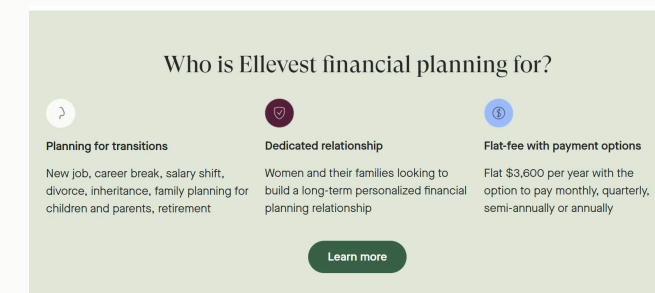 Who is Ellevest financial planning for?
Planning for transitions
New job, career break, salary shift,
divorce, inheritance, family planning for
children and parents, retirement
Dedicated relationship
Women and their families looking to
build a long-term personalized financial
planning relationship
Flat-fee with payment options
Flat $3,600 per year with the
option to pay monthly, quarterly,
semi-annually or annually
Learn more